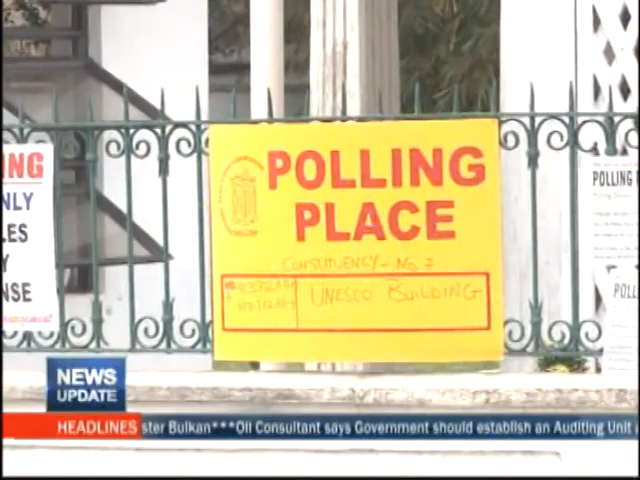 ING
NLY
LES
Y
NSE
POLLING
PLACE
CONSTITUENCY - No 7
UNESCO BUILDING
POLLING
POLL
NEWS
UPDATE
HEADLINES
ster Bulkan***Oil Consultant says Government should establish an Auditing Unit